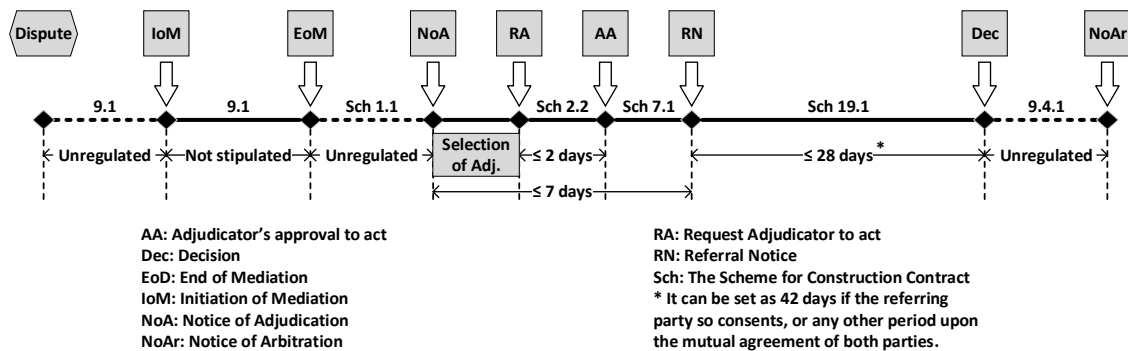 Dispute IoM EoM NoA RA AA RN Dec NoAr
9.1 9.1 Sch 1.1 Sch 2.2 Sch 7.1 Sch 19.1 9.4.1
Unregulated Not stipulated Unregulated Selection of Adj. ≤ 2 days ≤ 28 days* Unregulated
≤ 7 days
AA: Adjudicator's approval to act
Dec: Decision
EoD: End of Mediation
IoM: Initiation of Mediation
NoA: Notice of Adjudication
NoAr: Notice of Arbitration
RA: Request Adjudicator to act
RN: Referral Notice
Sch: The Scheme for Construction Contract
* It can be set as 42 days if the referring
party so consents, or any other period upon
the mutual agreement of both parties.